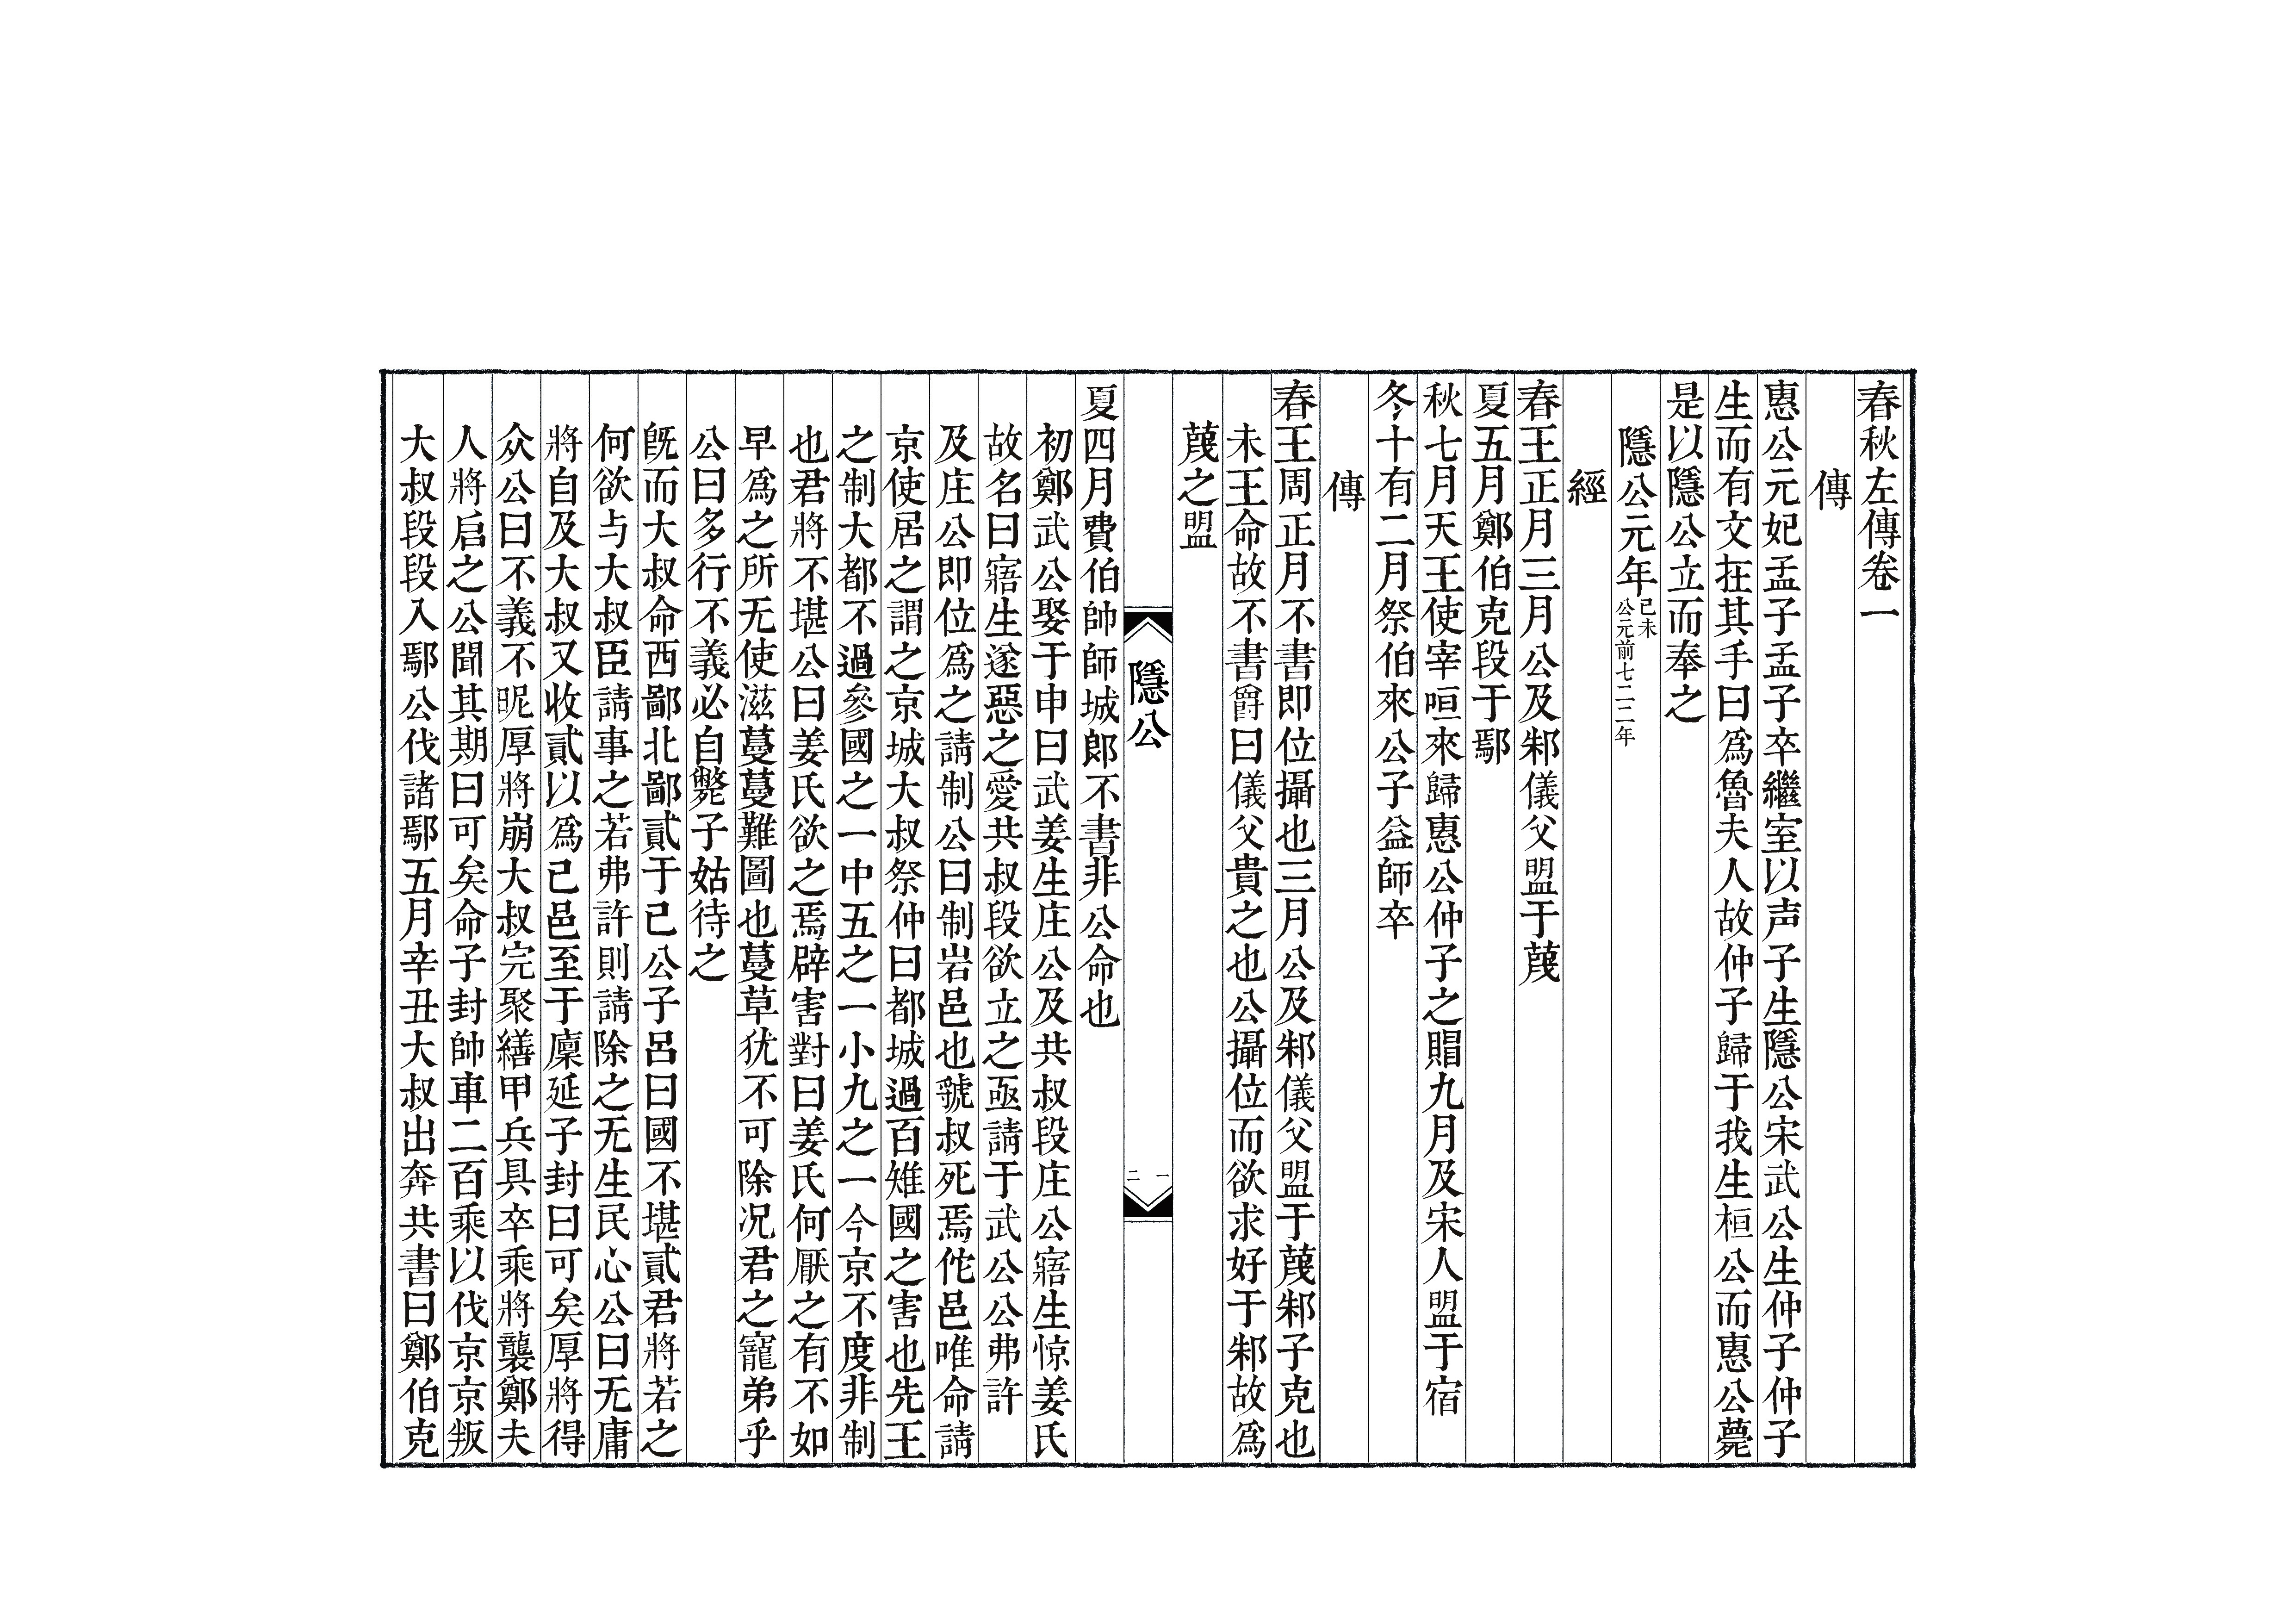 春秋左傳卷一
傳
惠公元妃孟子孟子卒繼室以声子生隱公宋武公生仲子仲子
生而有文在其手曰爲魯夫人故仲子歸于我生桓公而惠公薨
是以隱公立而奉之
隱公元年己未公元前七二二年
經
春王正月三月公及邾儀父盟于蔑
夏五月鄭伯克段于鄢
秋七月天王使宰咺來歸惠公仲子之賵九月及宋人盟于宿
冬十有二月祭伯來公子益師卒
傳
春王周正月不書即位攝也三月公及邾儀父盟于蔑邾子克也
未王命故不書爵曰儀父貴之也公攝位而欲求好于邾故爲
蔑之盟
隱公
一
二
夏四月費伯帥師城郎不書非公命也
初鄭武公娶于申曰武姜生庄公及共叔段庄公寤生惊姜氏
故名曰寤生遂惡之愛共叔段欲立之亟請于武公公弗許
及庄公即位爲之請制公曰制岩邑也虢叔死焉佗邑唯命請
京使居之謂之京城大叔祭仲曰都城過百雉國之害也先王
之制大都不過參國之一中五之一小九之一今京不度非制
也君將不堪公曰姜氏欲之焉辟害對曰姜氏何厭之有不如
早爲之所无使滋蔓蔓難圖也蔓草犹不可除况君之寵弟乎
公曰多行不義必自斃子姑待之
既而大叔命西鄙北鄙貳于己公子呂曰國不堪貳君將若之
何欲与大叔臣請事之若弗許則請除之无生民心公曰无庸
將自及大叔又收貳以爲己邑至于廩延子封曰可矣厚將得
众公曰不義不昵厚將崩大叔完聚繕甲兵具卒乘將襲鄭夫
人將启之公聞其期曰可矣命子封帥車二百乘以伐京京叛
大叔段段入鄢公伐諸鄢五月辛丑大叔出奔共書曰鄭伯克